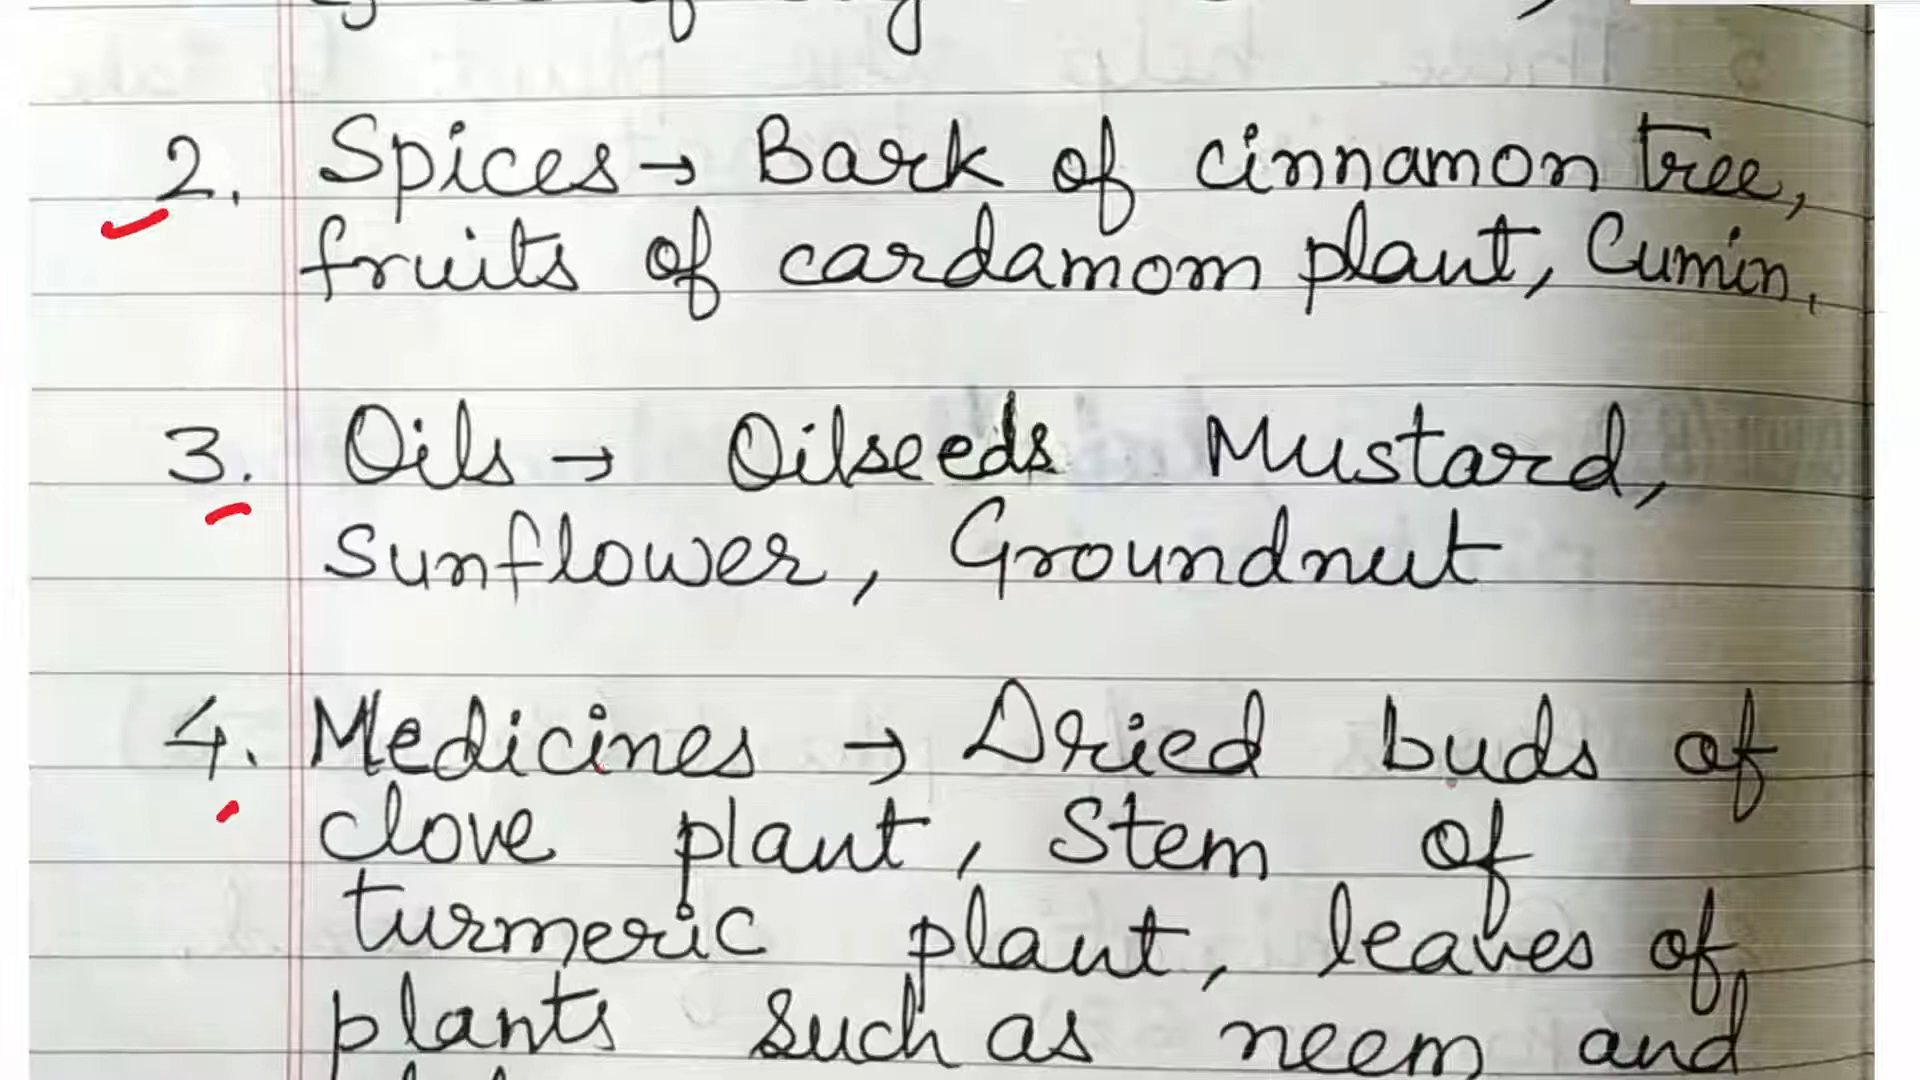 2. Spices → Bark of cinnamon tree,
fruits of cardamom plant, Cumin,
3. Oils → Oilseeds Mustard,
Sunflower, Groundnut
4. Medicines → Dried buds of
clove plant, Stem of
turmeric plant, leaves of
plants such as neem and